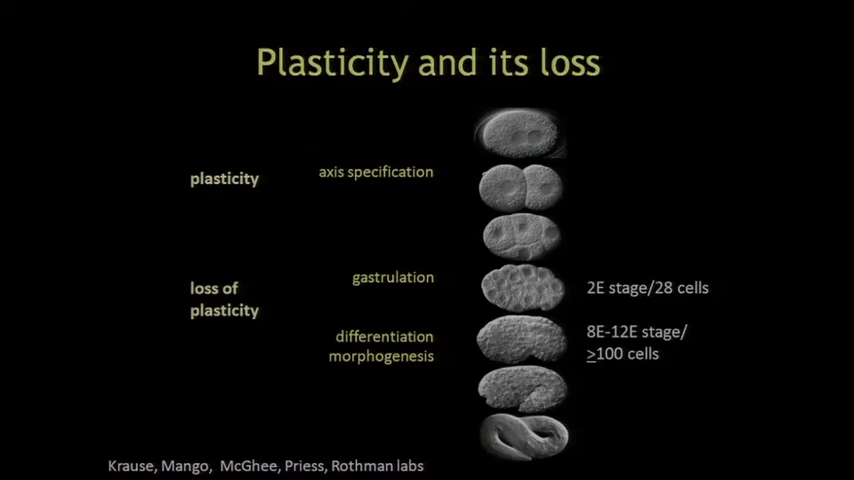 Plasticity and its loss
plasticity
axis specification
gastrulation
loss of
plasticity
2E stage/28 cells
differentiation
morphogenesis
8E-12E stage/
>100 cells
Krause, Mango, McGhee, Priess, Rothman labs